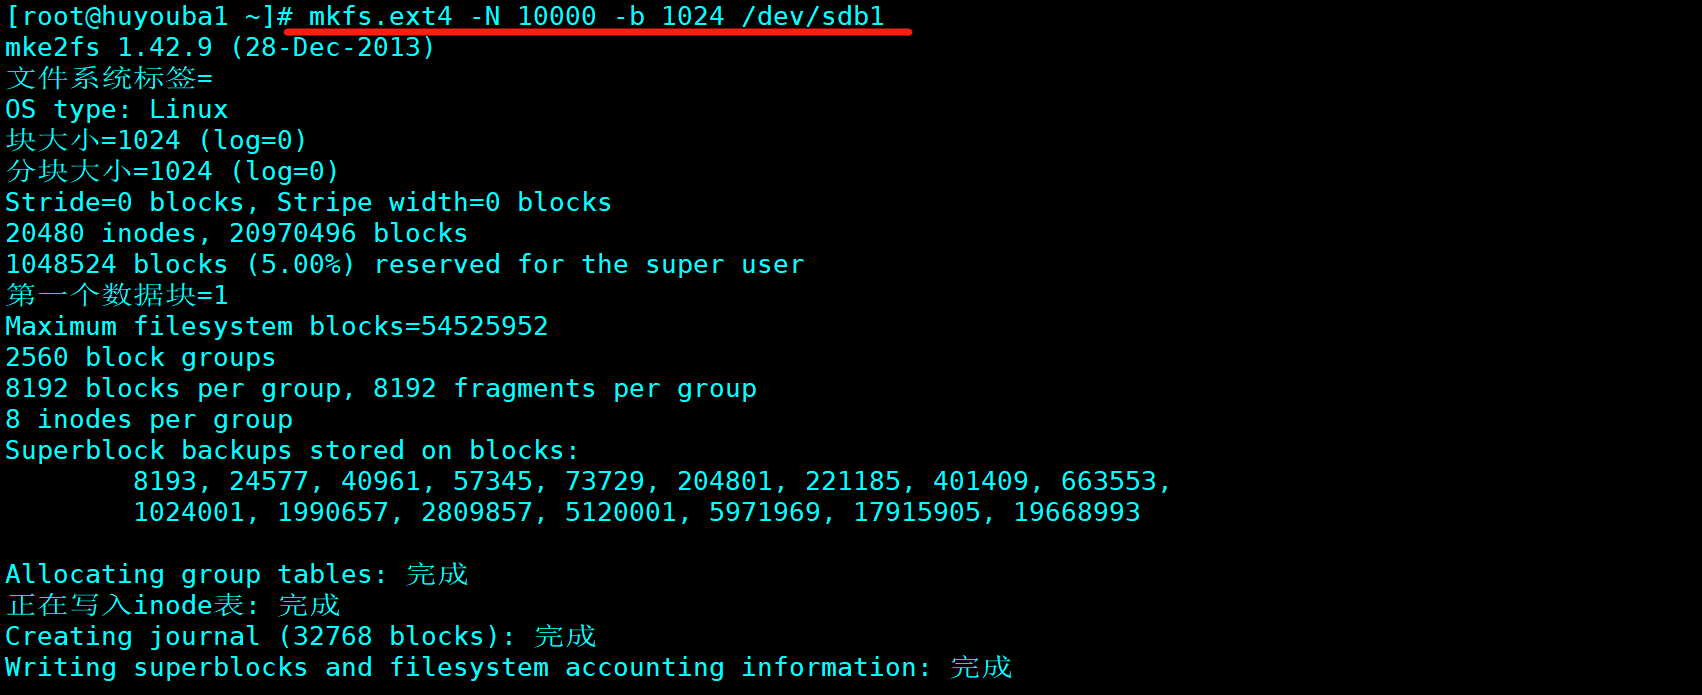 [root@huyouba1 ~]# mkfs.ext4 -N 10000 -b 1024 /dev/sdb1
mke2fs 1.42.9 (28-Dec-2013)
文件系统标签=
OS type: Linux
块大小=1024 (log=0)
分块大小=1024 (log=0)
Stride=0 blocks, Stripe width=0 blocks
20480 inodes, 20970496 blocks
1048524 blocks (5.00%) reserved for the super user
第一个数据块=1
Maximum filesystem blocks=54525952
2560 block groups
8192 blocks per group, 8192 fragments per group
8 inodes per group
Superblock backups stored on blocks:
8193, 24577, 40961, 57345, 73729, 204801, 221185, 401409, 663553,
1024001, 1990657, 2809857, 5120001, 5971969, 17915905, 19668993
Allocating group tables: 完成
正在写入inode表: 完成
Creating journal (32768 blocks): 完成
Writing superblocks and filesystem accounting information: 完成